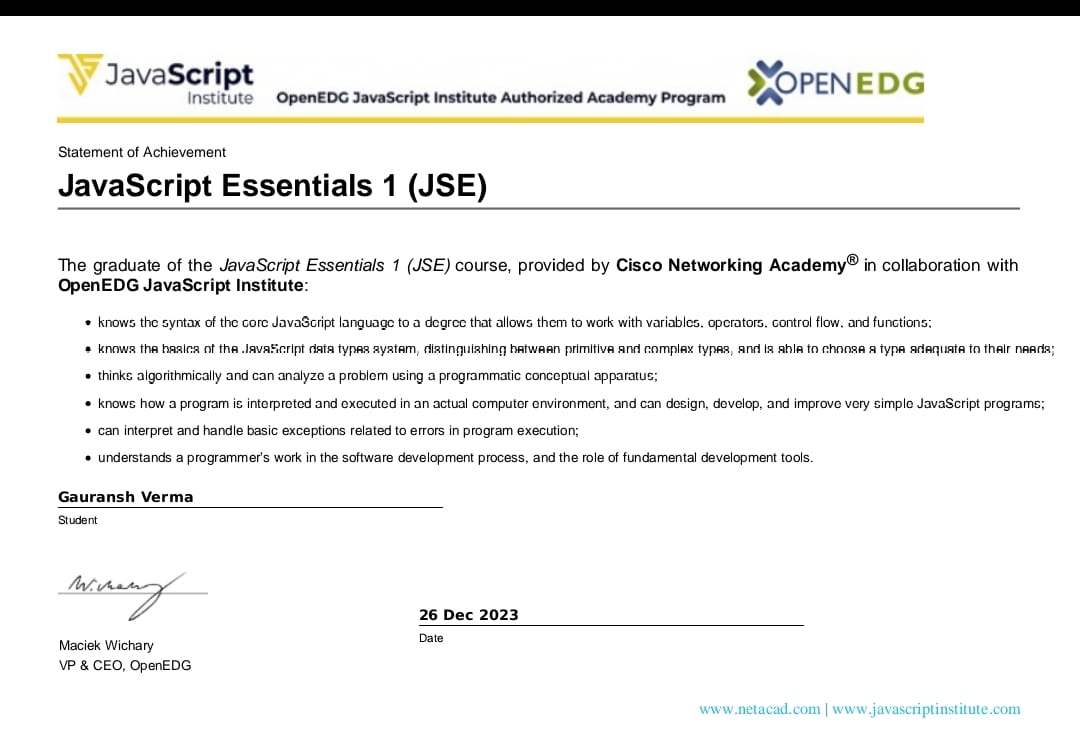 JavaScript
Institute
OpenEDG JavaScript Institute Authorized Academy Program
OPENEDG
Statement of Achievement
JavaScript Essentials 1 (JSE)
The graduate of the JavaScript Essentials 1 (JSE) course, provided by Cisco Networking Academy® in collaboration with
OpenEDG JavaScript Institute:
• knows the syntax of the core JavaScript language to a degree that allows them to work with variables, operators, control flow, and functions;
• knows the basics of the JavaScript data types system, distinguishing between primitive and complex types, and is able to choose a type adequate to their needs;
• thinks algorithmically and can analyze a problem using a programmatic conceptual apparatus;
• knows how a program is interpreted and executed in an actual computer environment, and can design, develop, and improve very simple JavaScript programs;
• can interpret and handle basic exceptions related to errors in program execution;
• understands a programmer's work in the software development process, and the role of fundamental development tools.
Gauransh Verma
Student
26 Dec 2023
Date
Maciek Wichary
VP & CEO, OpenEDG
www.netacad.com | www.javascriptinstitute.com